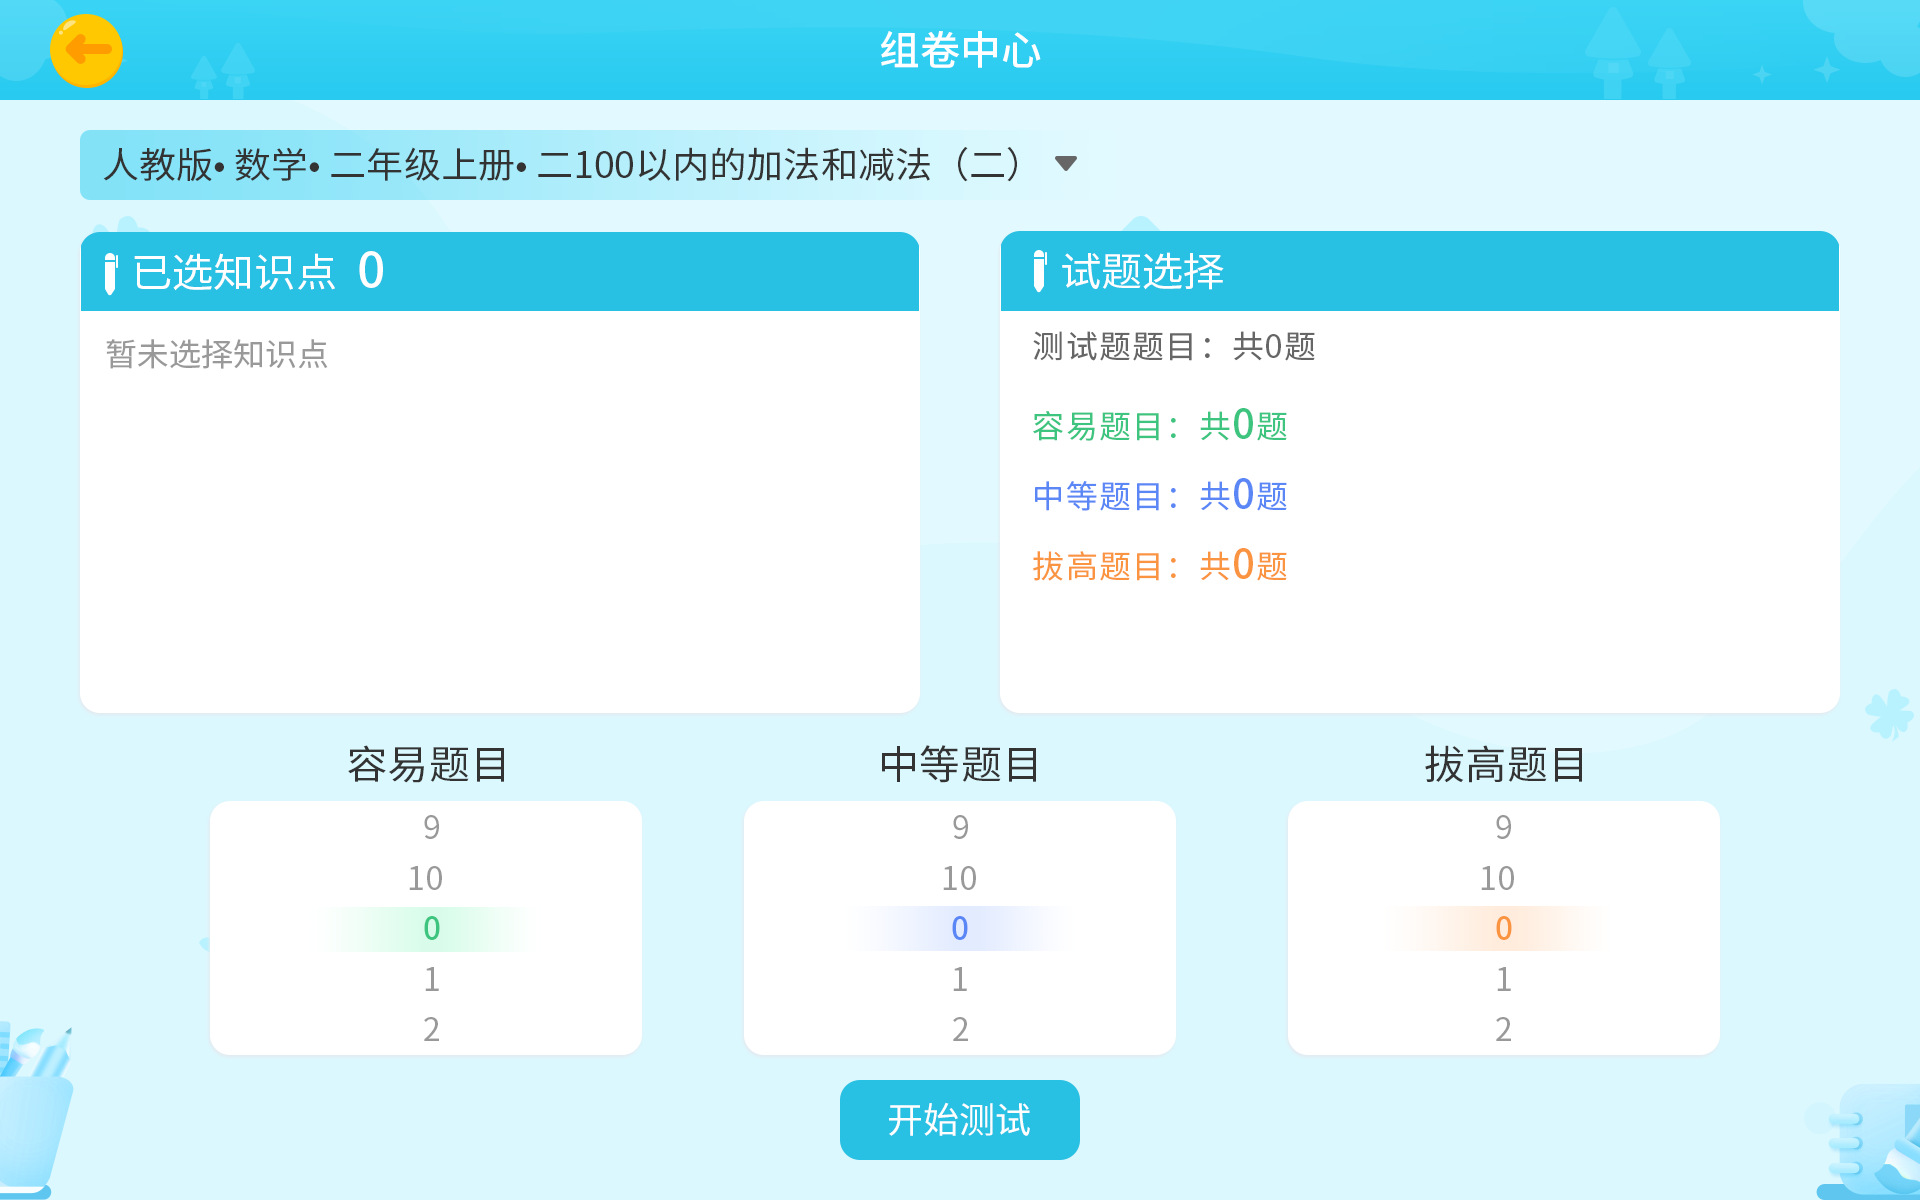 组卷中心
人教版• 数学• 二年级上册• 二100以内的加法和减法（二）
已选知识点 0
暂未选择知识点
试题选择
测试题题目：共0题
容易题目：共0题
中等题目：共0题
拔高题目：共0题
容易题目
9
10
0
1
2
中等题目
9
10
0
1
2
拔高题目
9
10
0
1
2
开始测试